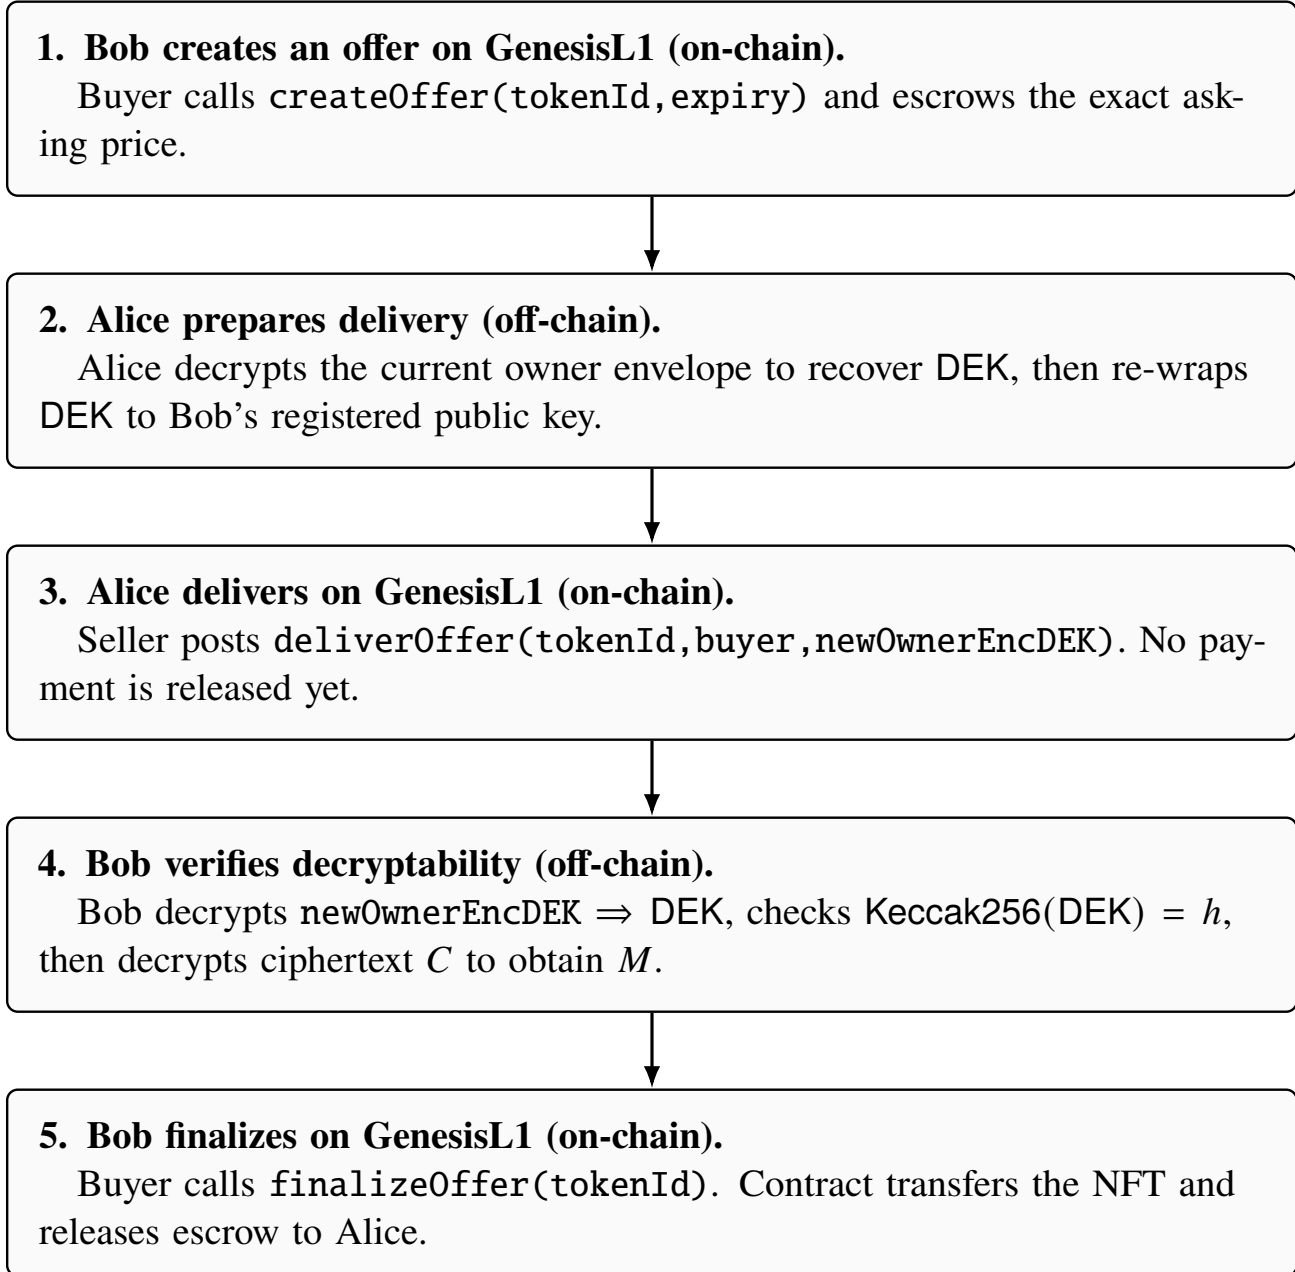 1. Bob creates an offer on GenesisL1 (on-chain).
Buyer calls createOffer(tokenId,expiry) and escrows the exact ask-
ing price.
2. Alice prepares delivery (off-chain).
Alice decrypts the current owner envelope to recover DEK, then re-wraps
DEK to Bob’s registered public key.
3. Alice delivers on GenesisL1 (on-chain).
Seller posts deliverOffer(tokenId,buyer,newOwnerEncDEK). No pay-
ment is released yet.
4. Bob verifies decryptability (off-chain).
Bob decrypts newOwnerEncDEK ⇒ DEK, checks Keccak256(DEK) = h,
then decrypts ciphertext C to obtain M.
5. Bob finalizes on GenesisL1 (on-chain).
Buyer calls finalizeOffer(tokenId). Contract transfers the NFT and
releases escrow to Alice.